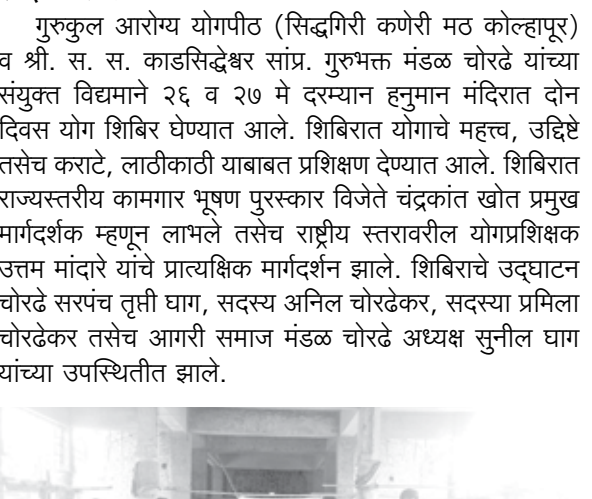 गुरुकुल आरोग्य योगपीठ (सिद्धगिरी कणेरी मठ कोल्हापूर)
व श्री. स. स. काडसिद्धेश्वर सांप्र. गुरुभक्त मंडळ चोरढे यांच्या
संयुक्त विद्यमाने २६ व २७ मे दरम्यान हनुमान मंदिरात दोन
दिवस योग शिबिर घेण्यात आले. शिबिरात योगाचे महत्त्व, उद्दिष्टे
तसेच कराटे, लाठीकाठी याबाबत प्रशिक्षण देण्यात आले. शिबिरात
राज्यस्तरीय कामगार भूषण पुरस्कार विजेते चंद्रकांत खोत प्रमुख
मार्गदर्शक म्हणून लाभले तसेच राष्ट्रीय स्तरावरील योगप्रशिक्षक
उत्तम मांदारे यांचे प्रात्यक्षिक मार्गदर्शन झाले. शिबिराचे उद्‌घाटन
चोरढे सरपंच तृप्ती घाग, सदस्य अनिल चोरढेकर, सदस्या प्रमिला
चोरढेकर तसेच आगरी समाज मंडळ चोरढे अध्यक्ष सुनील घाग
यांच्या उपस्थितीत झाले.